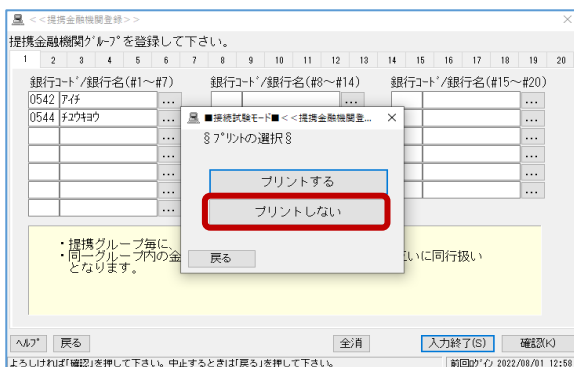 <<提携金融機関登録>>
提携金融機関ｸﾞﾙｰﾌﾟを登録して下さい。
1 2 3 4 5 6 7 8 9 10 11 12 13 14 15 16 17 18 19 20
銀行ｺｰﾄﾞ/銀行名(#1～#7) 銀行ｺｰﾄﾞ/銀行名(#8～#14) 銀行ｺｰﾄﾞ/銀行名(#15～#20)
0542 ｱｲﾁ ... ... ...
0544 ﾁﾕｳｷﾖｳ ... ...
... ...
... ...
... ...
... ...
...
■接続試験モード■<<提携金融機関登...
§ﾌﾟﾘﾝﾄの選択§
プリントする
プリントしない
戻る
・提携グループ毎に、
・同一グループ内の金 互いに同行扱い
となります。
ﾍﾙﾌﾟ 戻る 全消 入力終了(S) 確認(K)
よろしければ「確認」を押して下さい。中止するときは「戻る」を押して下さい。 前回ﾛｸﾞｲﾝ 2022/08/01 12:58